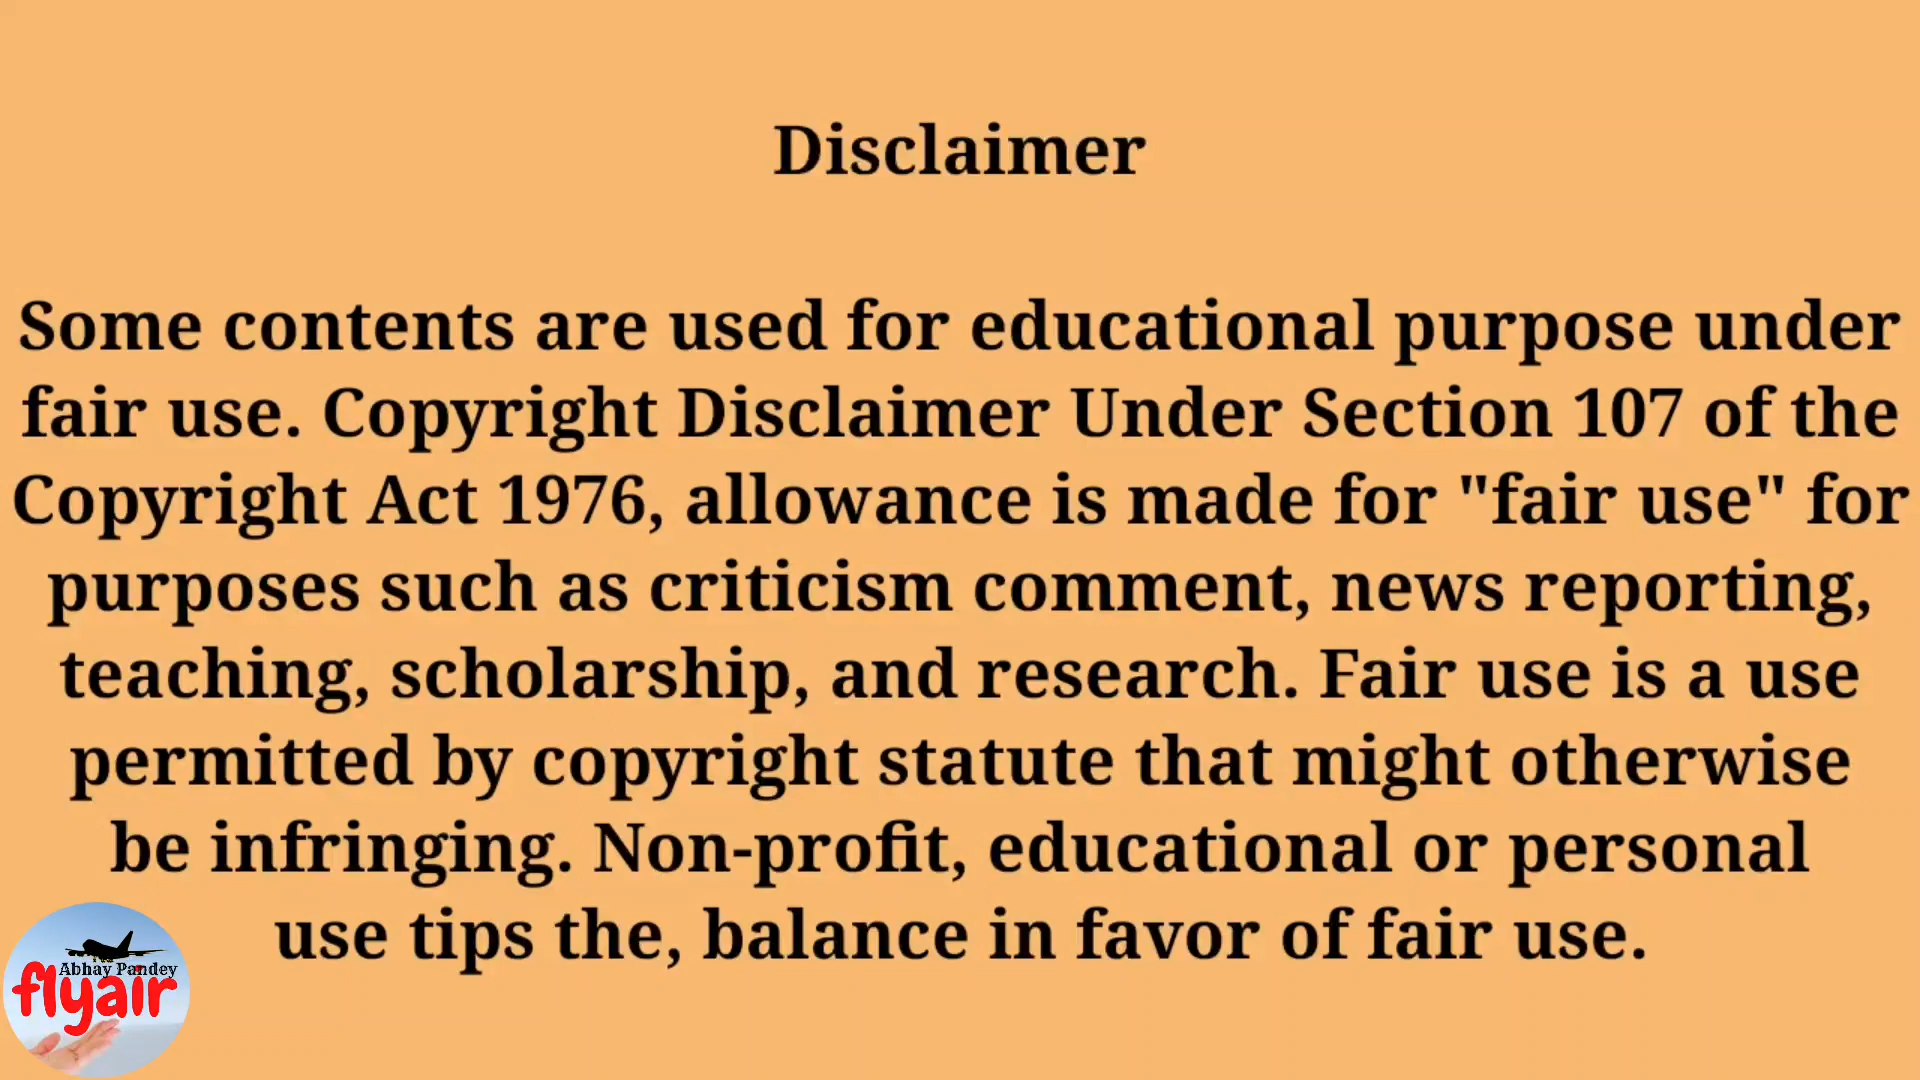 Disclaimer
Some contents are used for educational purpose under
fair use. Copyright Disclaimer Under Section 107 of the
Copyright Act 1976, allowance is made for "fair use" for
purposes such as criticism comment, news reporting,
teaching, scholarship, and research. Fair use is a use
permitted by copyright statute that might otherwise
be infringing. Non-profit, educational or personal
use tips the, balance in favor of fair use.
Abhay Pandey
flyair